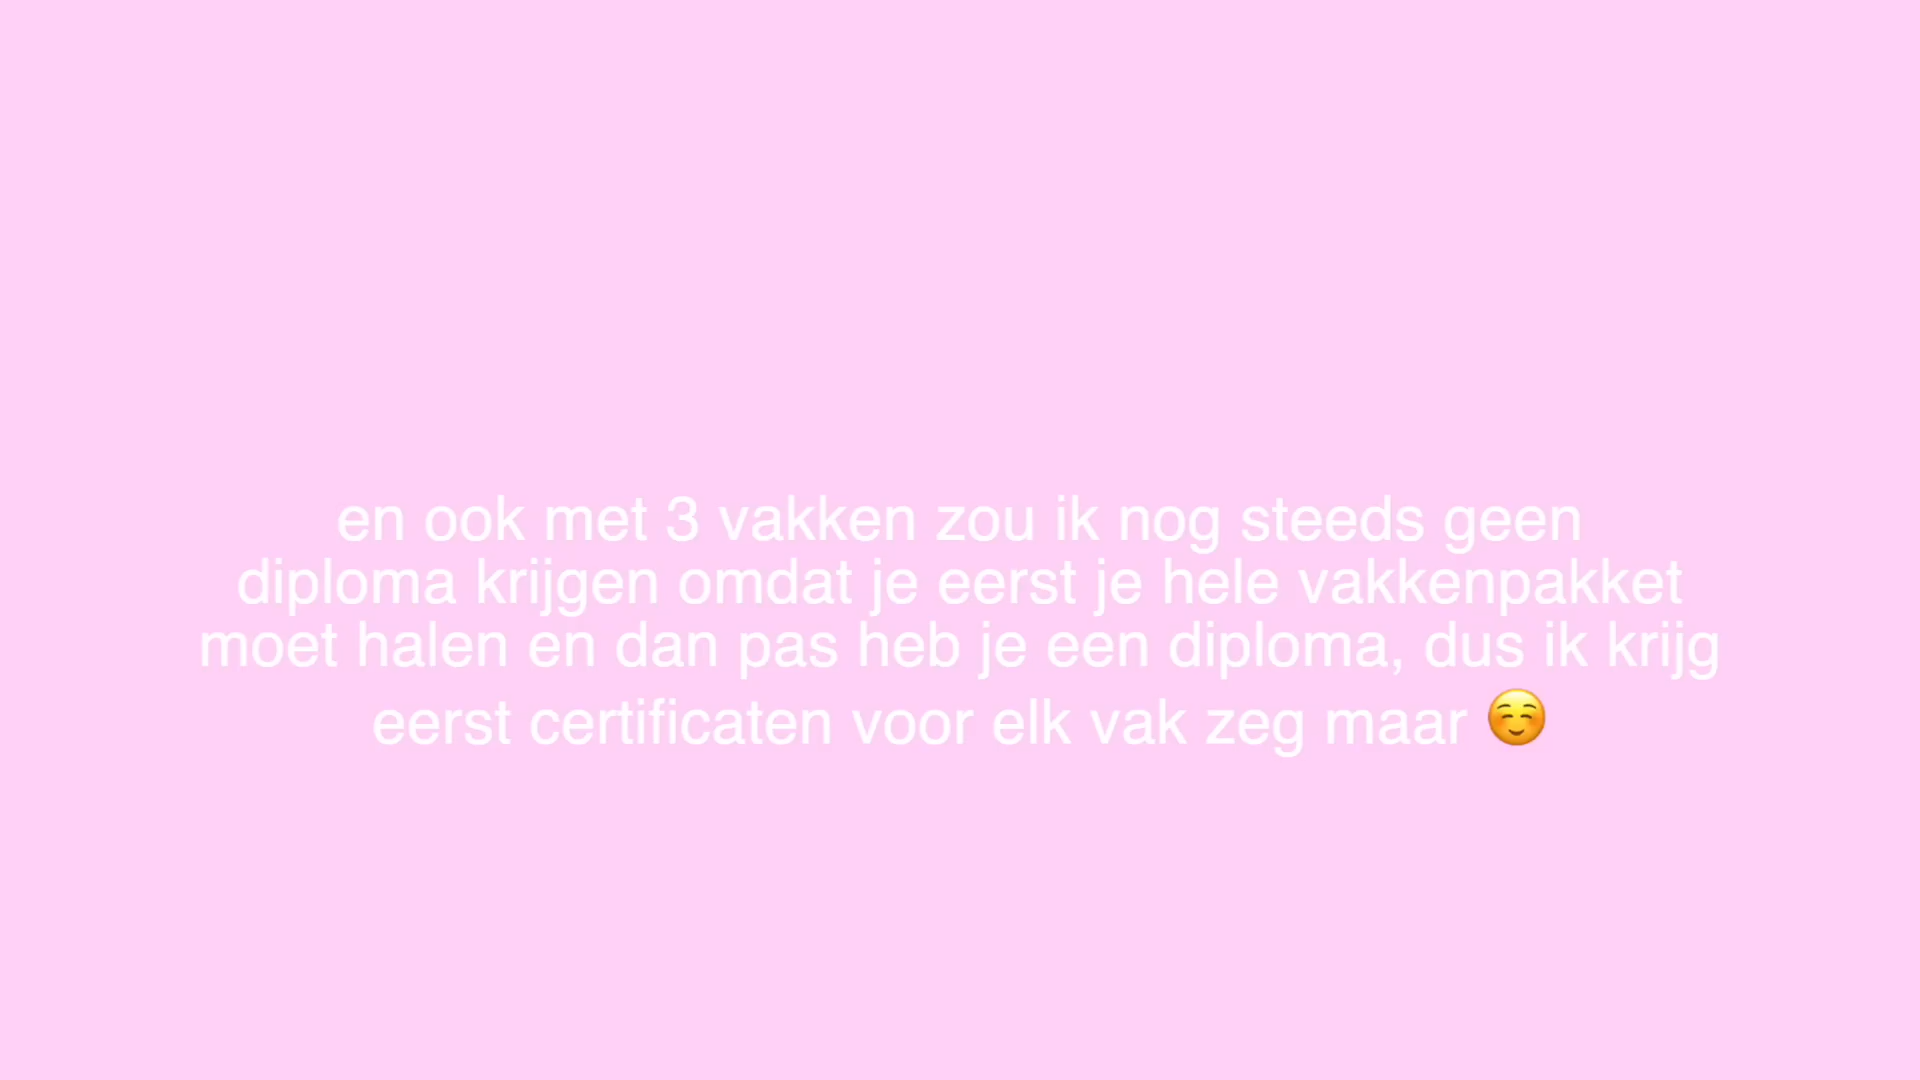 en ook met 3 vakken zou ik nog steeds geen
diploma krijgen omdat je eerst je hele vakkenpakket
moet halen en dan pas heb je een diploma, dus ik krijg
eerst certificaten voor elk vak zeg maar ☺️